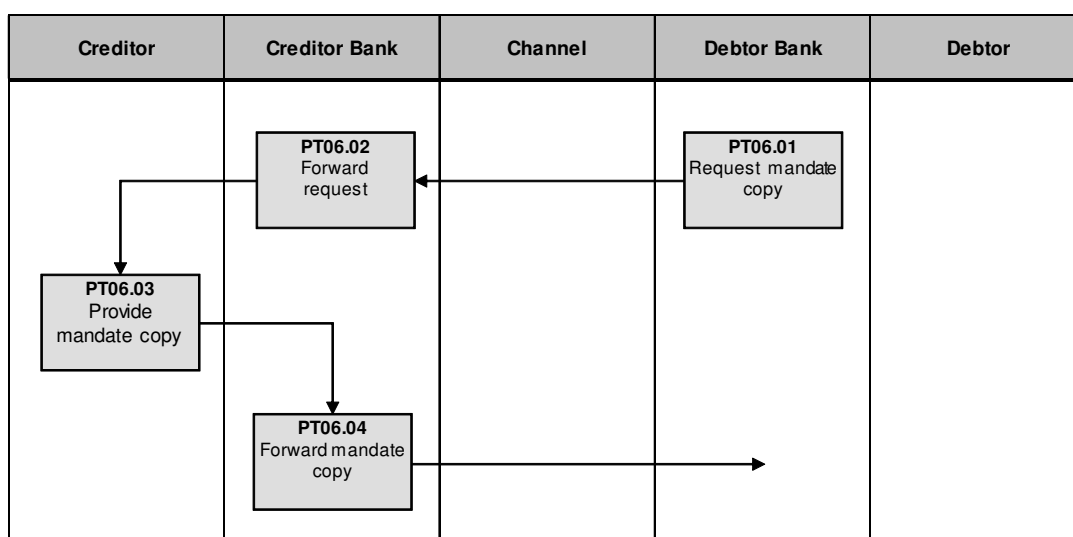 Creditor
Creditor Bank
Channel
Debtor Bank
Debtor
PT06.02
Forward
request
PT06.01
Request mandate
copy
PT06.03
Provide
mandate copy
PT06.04
Forward mandate
copy